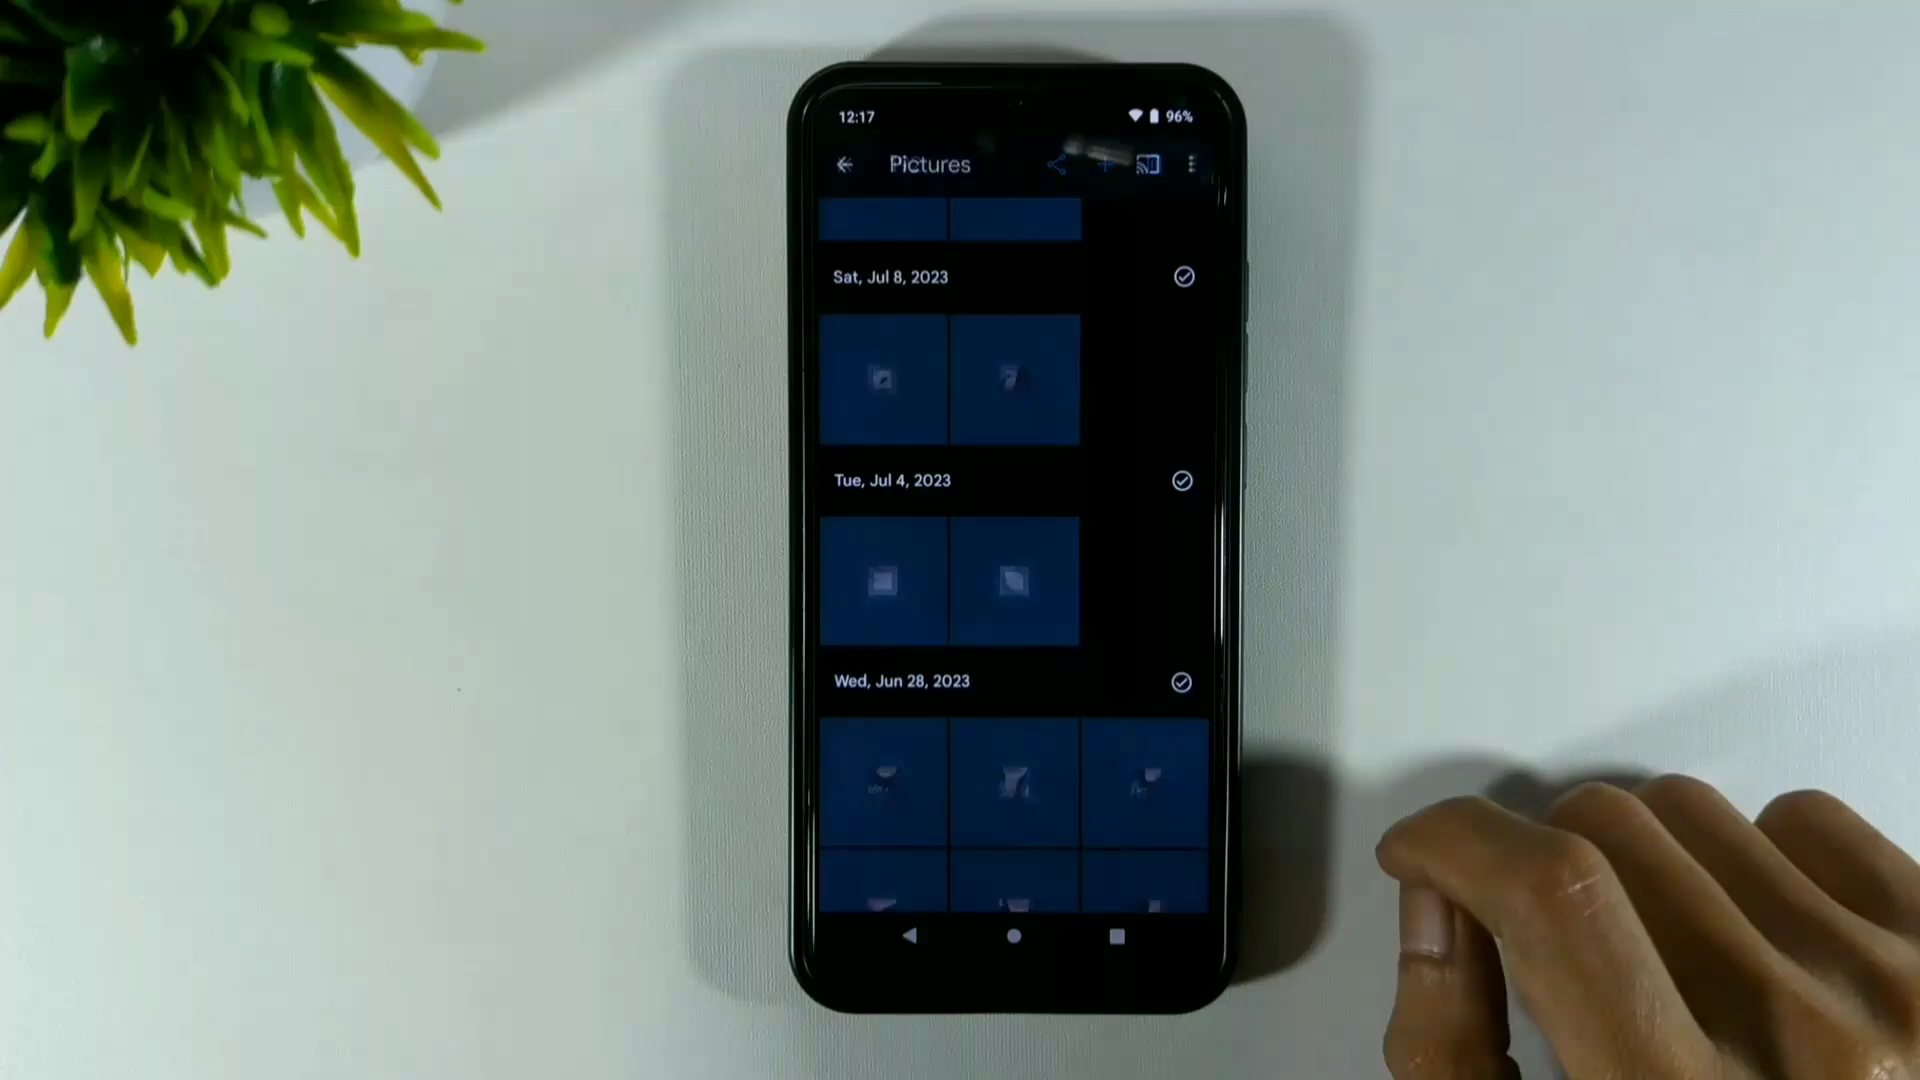 12:17 96%
Pictures
Sat, Jul 8, 2023
Tue, Jul 4, 2023
Wed, Jun 28, 2023